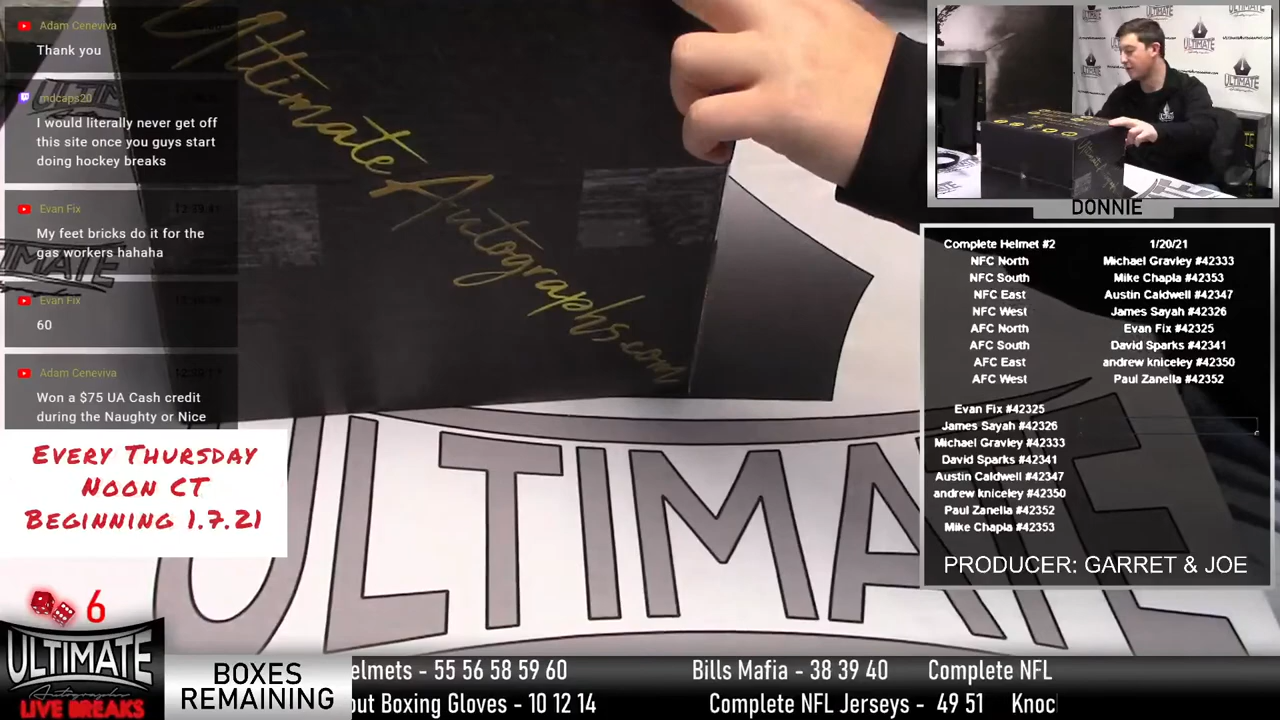 Adam Ceneviva
Thank you
mdcaps20
I would literally never get off
this site once you guys start
doing hockey breaks
Evan Fix
My feet bricks do it for the
gas workers hahaha
Evan Fix
60
Adam Ceneviva
Won a $75 UA Cash credit
during the Naughty or Nice
Every Thursday
Noon CT
Beginning 1.7.21
6
ULTIMATE
Autographs
LIVE BREAKS
BOXES
REMAINING
elmets - 55 56 58 59 60 Bills Mafia - 38 39 40 Complete NFL
out Boxing Gloves - 10 12 14 Complete NFL Jerseys - 49 51 Knoc
UltimateAutographs.com
ULTIMATE
ULTIMATE
DONNIE
Complete Helmet #2 1/20/21
NFC North Michael Gravley #42333
NFC South Mike Chapla #42353
NFC East Austin Caldwell #42347
NFC West James Sayah #42326
AFC North Evan Fix #42325
AFC South David Sparks #42341
AFC East andrew kniceley #42350
AFC West Paul Zanella #42352
Evan Fix #42325
James Sayah #42326
Michael Gravley #42333
David Sparks #42341
Austin Caldwell #42347
andrew kniceley #42350
Paul Zanella #42352
Mike Chapla #42353
PRODUCER: GARRET & JOE